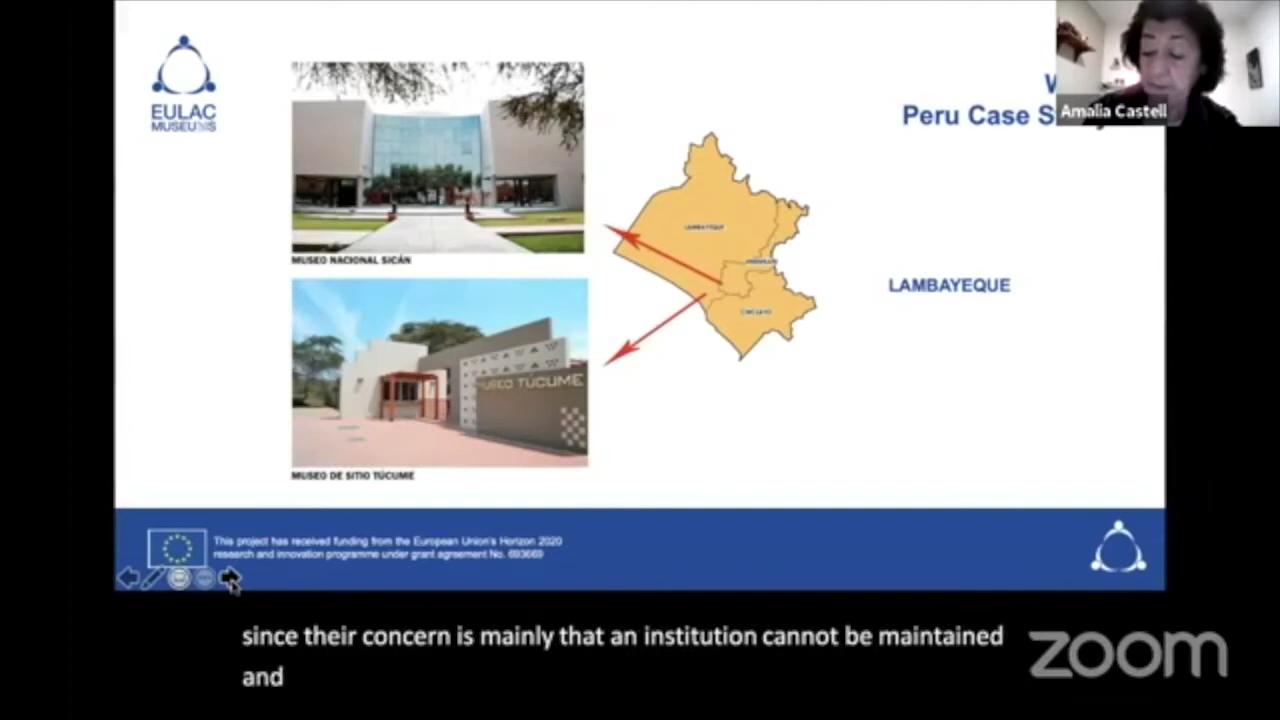 EULAC
MUSEUMS
Peru Case S
Amalia Castell
MUSEO NACIONAL SICÁN
LAMBAYEQUE
CHICLAYO
LAMBAYEQUE
MUSEO TÚCUME
MUSEO DE SITIO TÚCUME
This project has received funding from the European Union's Horizon 2020
research and innovation programme under grant agreement No. 693669
since their concern is mainly that an institution cannot be maintained
and
zoom